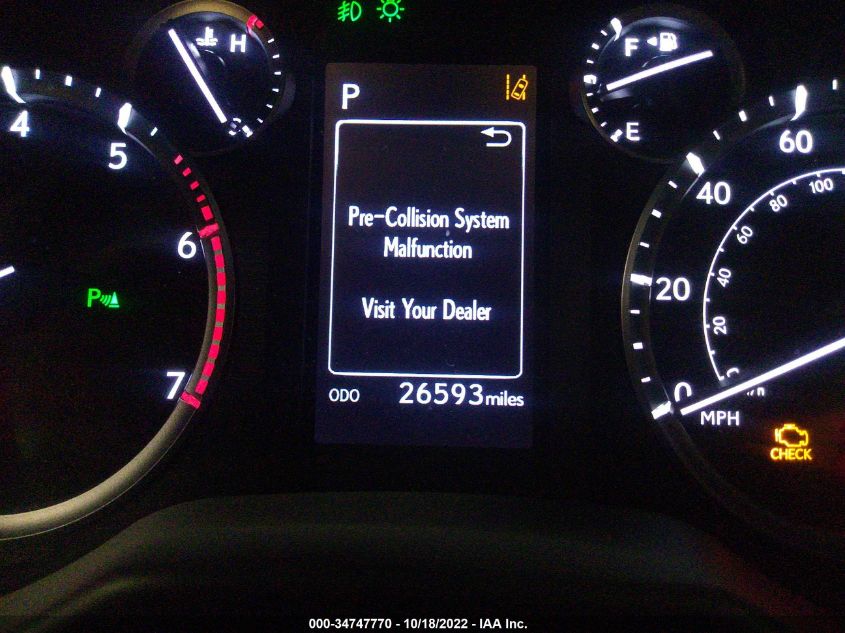 H
F
E
P
4
5
6
7
P
Pre-Collision System
Malfunction
Visit Your Dealer
ODO 26593 miles
0
20
40
60
20
40
60
80
100
MPH
CHECK
000-34747770 - 10/18/2022 - IAA Inc.